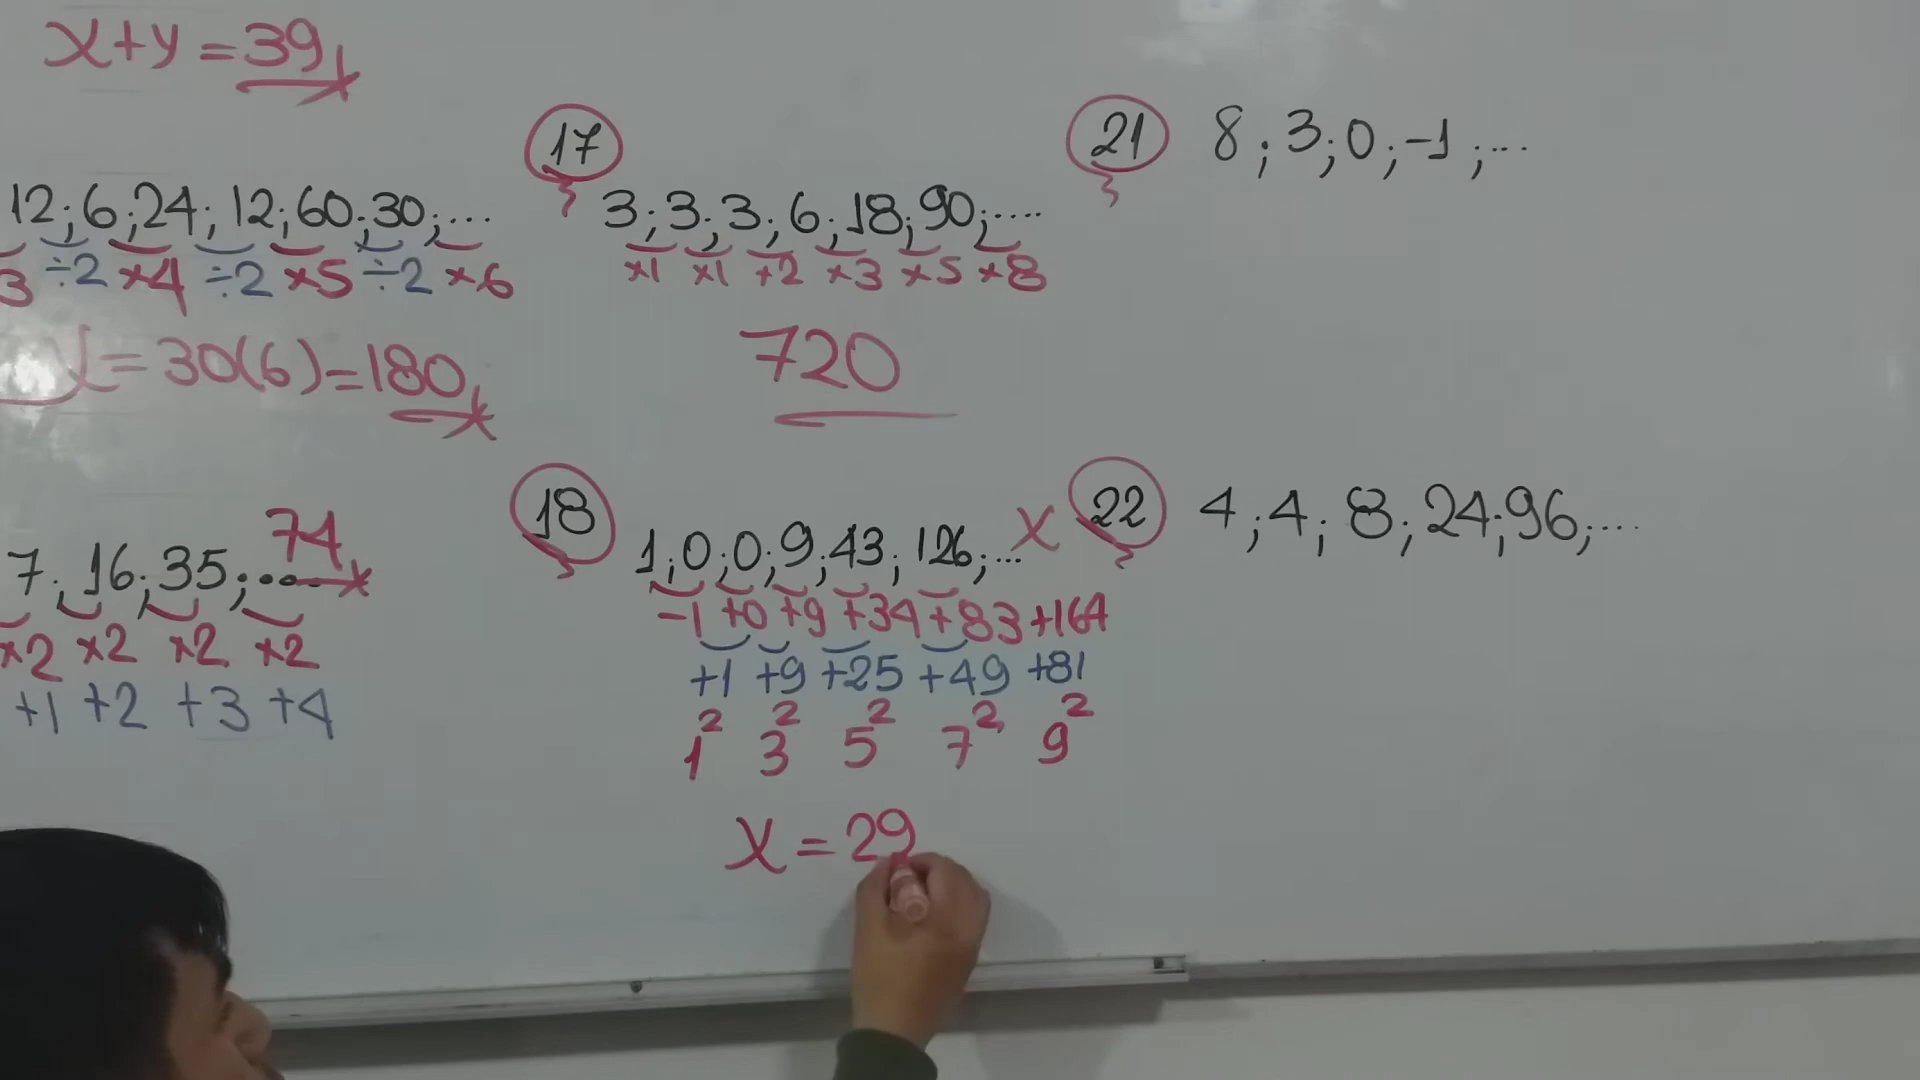 x+y=39
12;6;24;12;60;30;...
3 ÷2 ×4 ÷2 ×5 ÷2 ×6
=30(6)=180
7;16;35;... 74
×2 ×2 ×2 ×2
+1 +2 +3 +4
17
3;3;3;6;18;90;....
×1 ×1 ×2 ×3 ×5 ×8
720
18
1;0;0;9;43;126;... x
-1 +0 +9 +34 +83 +164
+1 +9 +25 +49 +81
1² 3² 5² 7² 9²
x=29
21
8;3;0;-1;...
22
4;4;8;24;96;...